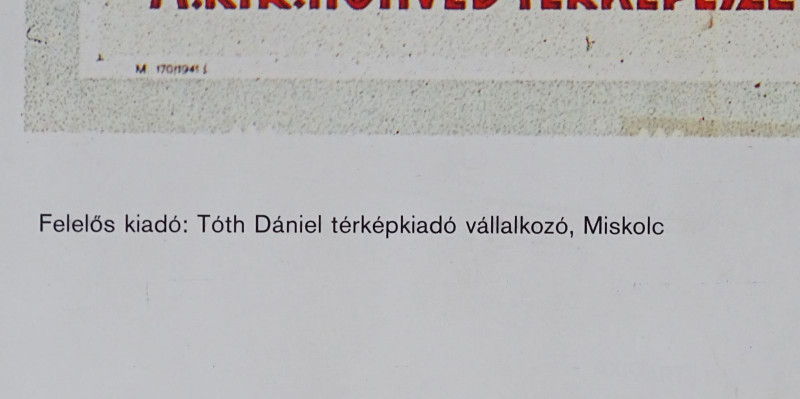 M 170/1941 
Felelős kiadó: Tóth Dániel térképkiadó vállalkozó, Miskolc